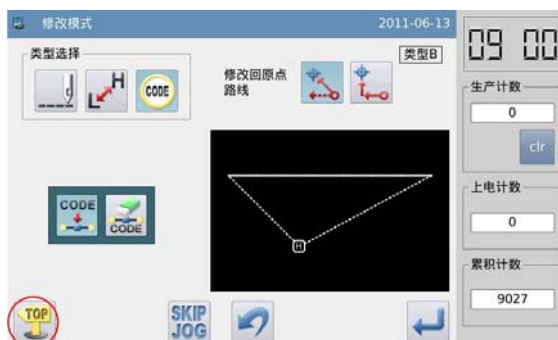 修改模式
2011-06-13
类型选择
H
L
CODE
修改回原点
路线
类型B
CODE
CODE
H
TOP
SKIP
JOG
09 00
生产计数
0
clr
上电计数
0
累积计数
9027